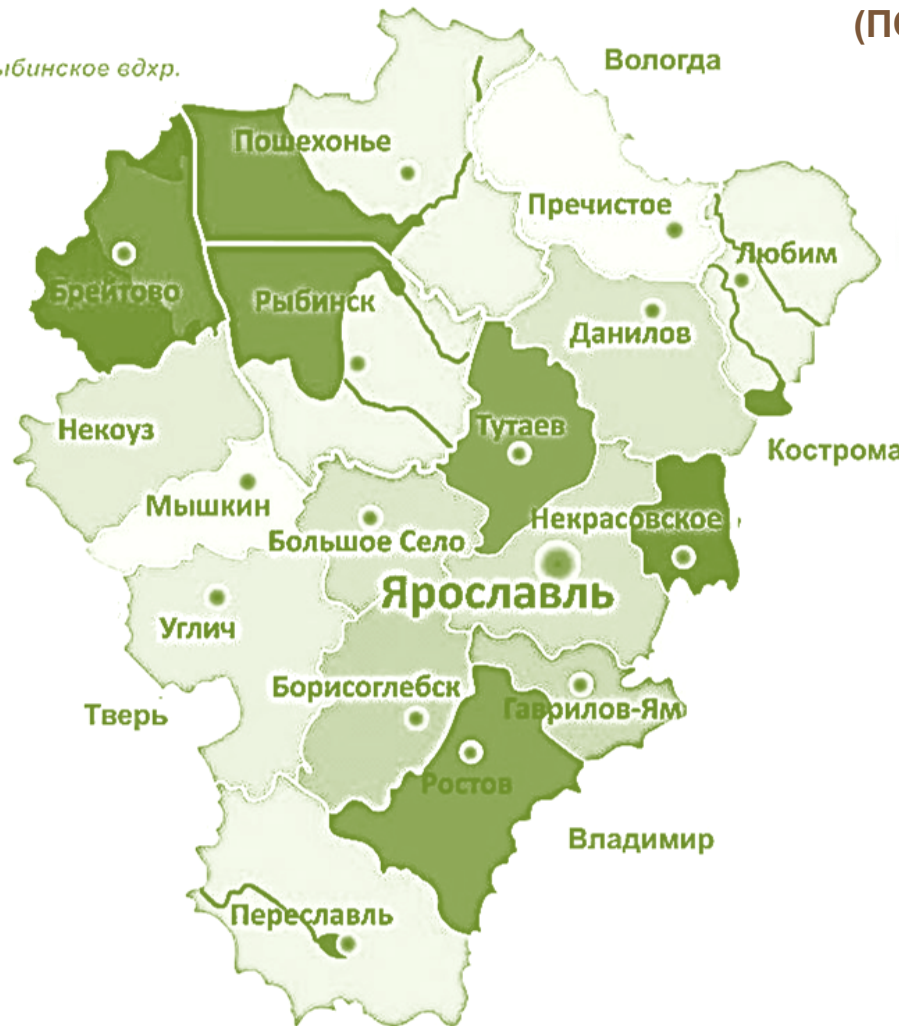 (ПО
Вологда
ыбинское вдхр.
Пошехонье
Пречистое
Любим
Брейтово
Рыбинск
Данилов
Некоуз
Тутаев
Кострома
Мышкин
Некрасовское
Большое Село
Ярославль
Углич
Борисоглебск
Гаврилов-Ям
Тверь
Ростов
Владимир
Переславль